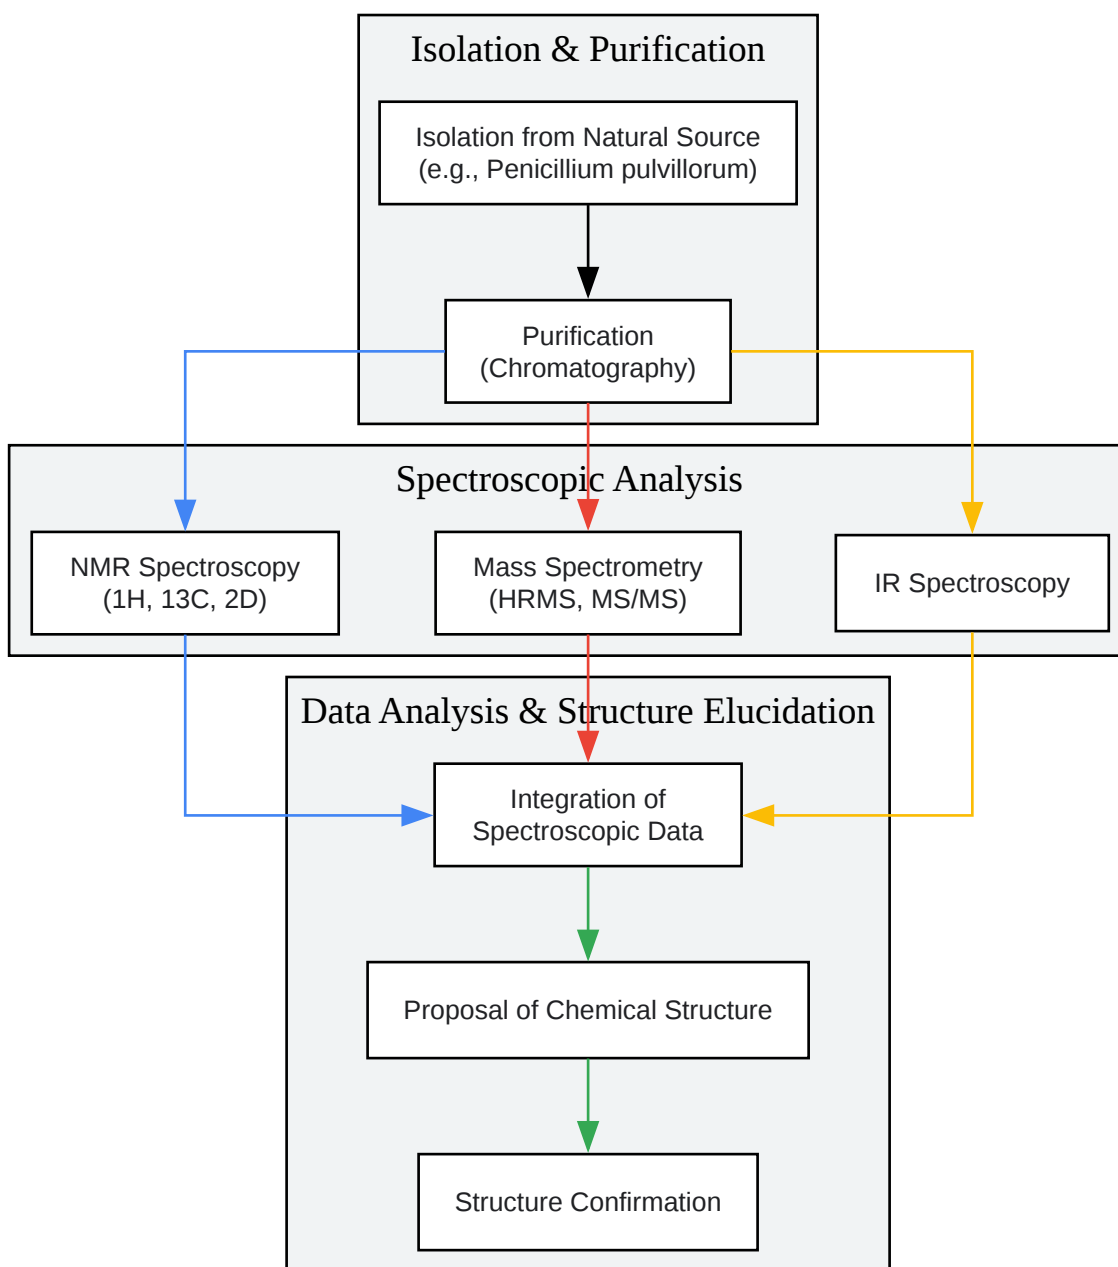 Isolation & Purification
Isolation from Natural Source
(e.g., Penicillium pulvillorum)
Purification
(Chromatography)
Spectroscopic Analysis
NMR Spectroscopy
(1H, 13C, 2D)
Mass Spectrometry
(HRMS, MS/MS)
IR Spectroscopy
Data Analysis & Structure Elucidation
Integration of
Spectroscopic Data
Proposal of Chemical Structure
Structure Confirmation